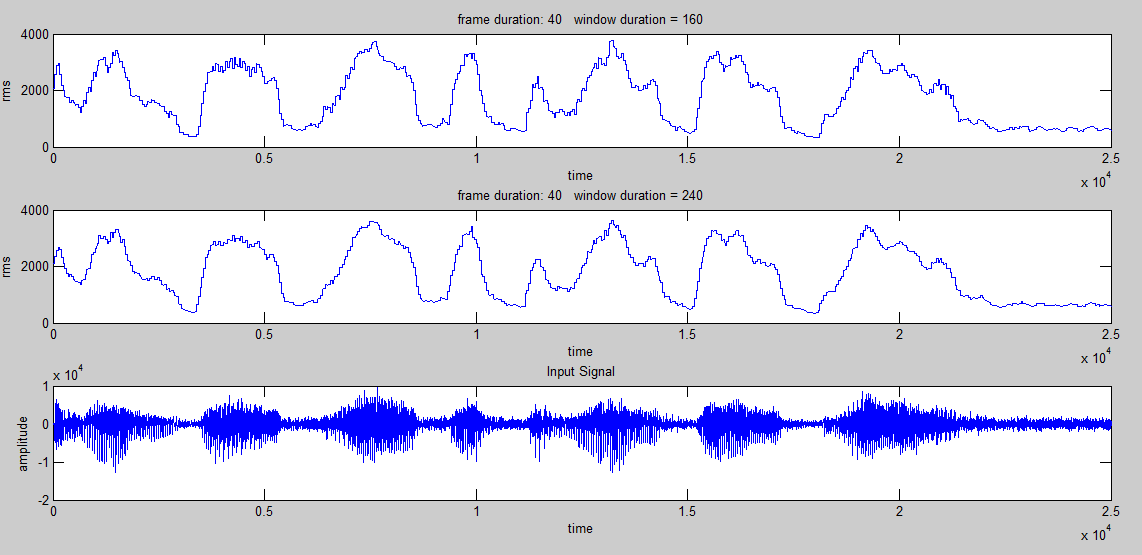 frame duration: 40   window duration = 160
4000
2000
0
rms
0 0.5 1 1.5 2 2.5
time
x 10^4
frame duration: 40   window duration = 240
4000
2000
0
rms
0 0.5 1 1.5 2 2.5
time
x 10^4
Input Signal
x 10^4
1
0
-1
-2
amplitude
0 0.5 1 1.5 2 2.5
time
x 10^4